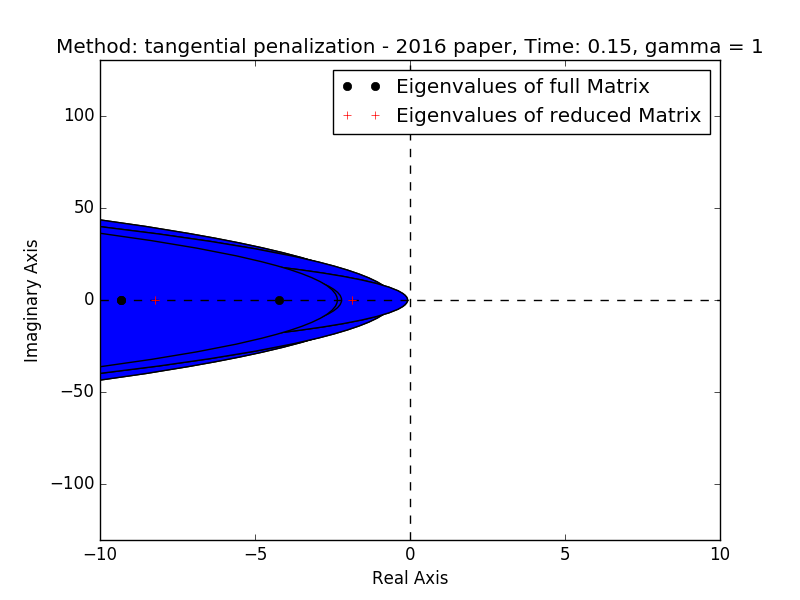 Method: tangential penalization - 2016 paper, Time: 0.15, gamma = 1
Eigenvalues of full Matrix
Eigenvalues of reduced Matrix
100
50
0
−50
−100
Imaginary Axis
−10 −5 0 5 10
Real Axis